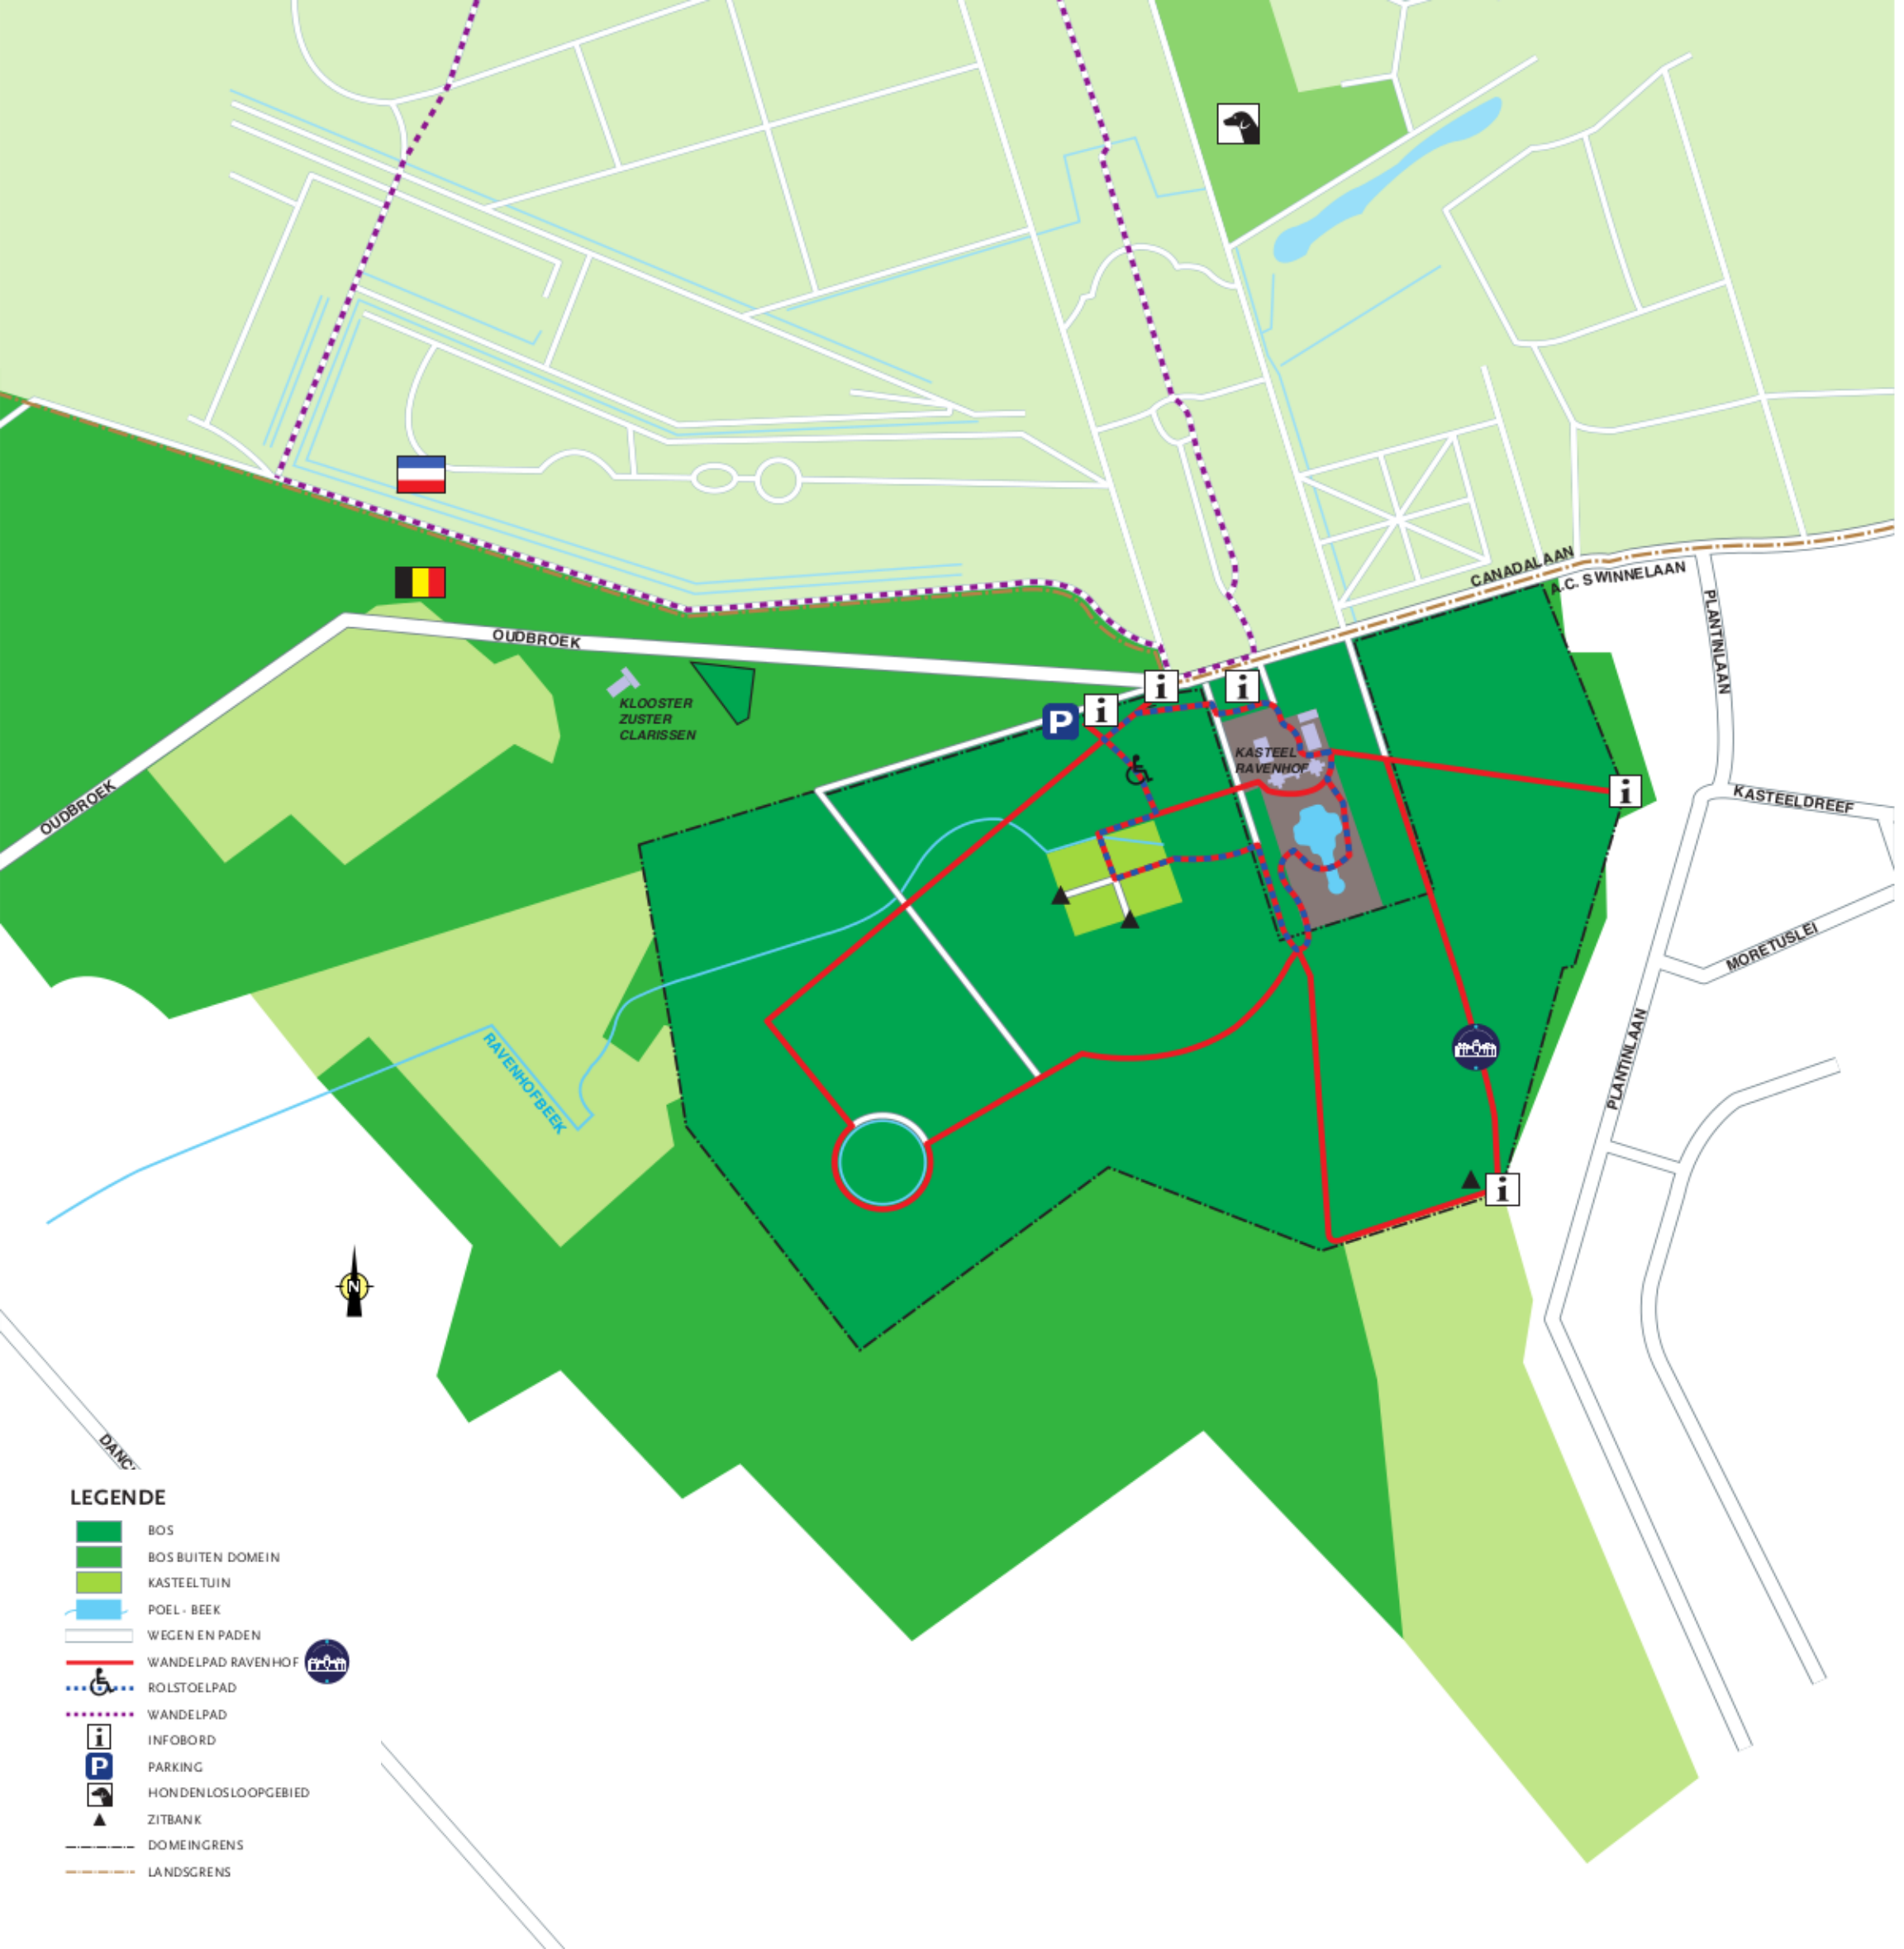 CANADALAAN
A.C. SWINNELAAN
PLANTINLAAN
OUDBROEK
KLOOSTER
ZUSTER
CLARISSEN
P
i
i
i
KASTEEL
RAVENHOF
i
KASTEELDREEF
OUDBROEK
MORETUSLEI
PLANTINLAAN
RAVENHOFBEEK
i
N
DANC
LEGENDE
BOS
BOS BUITEN DOMEIN
KASTEELTUIN
POEL - BEEK
WEGEN EN PADEN
WANDELPAD RAVENHOF
ROLSTOELPAD
WANDELPAD
i INFOBORD
P PARKING
HONDENLOSLOOPGEBIED
ZITBANK
DOMEINGRENS
LANDSGRENS